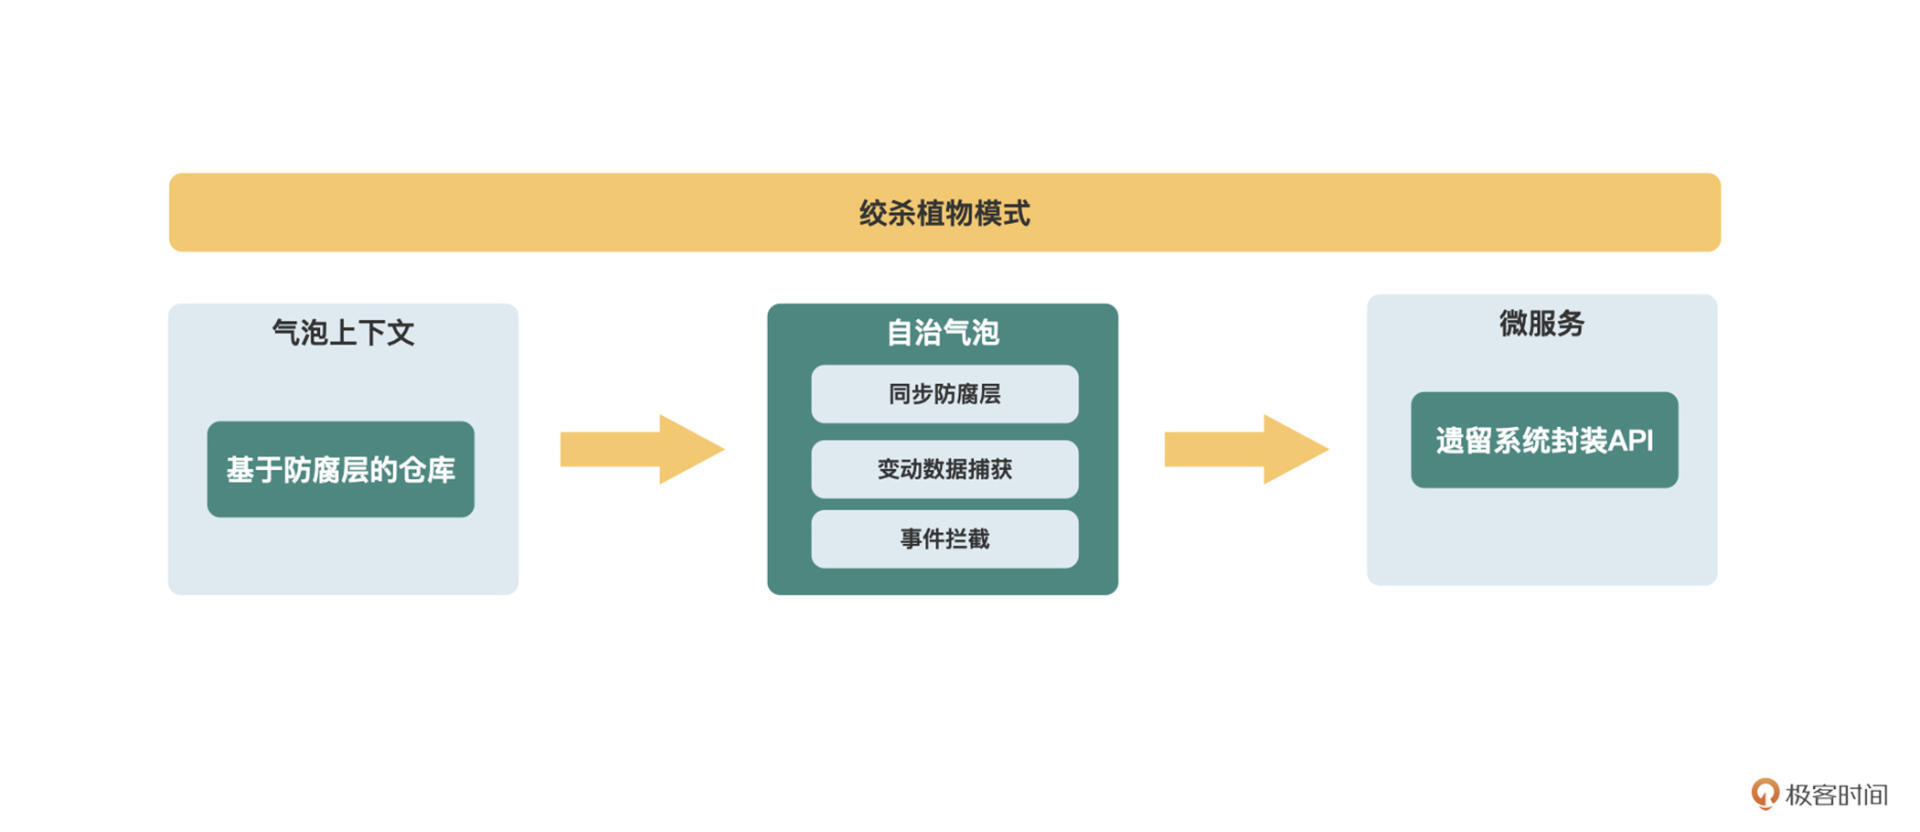 绞杀植物模式
气泡上下文
基于防腐层的仓库
自治气泡
同步防腐层
变动数据捕获
事件拦截
微服务
遗留系统封装API
极客时间